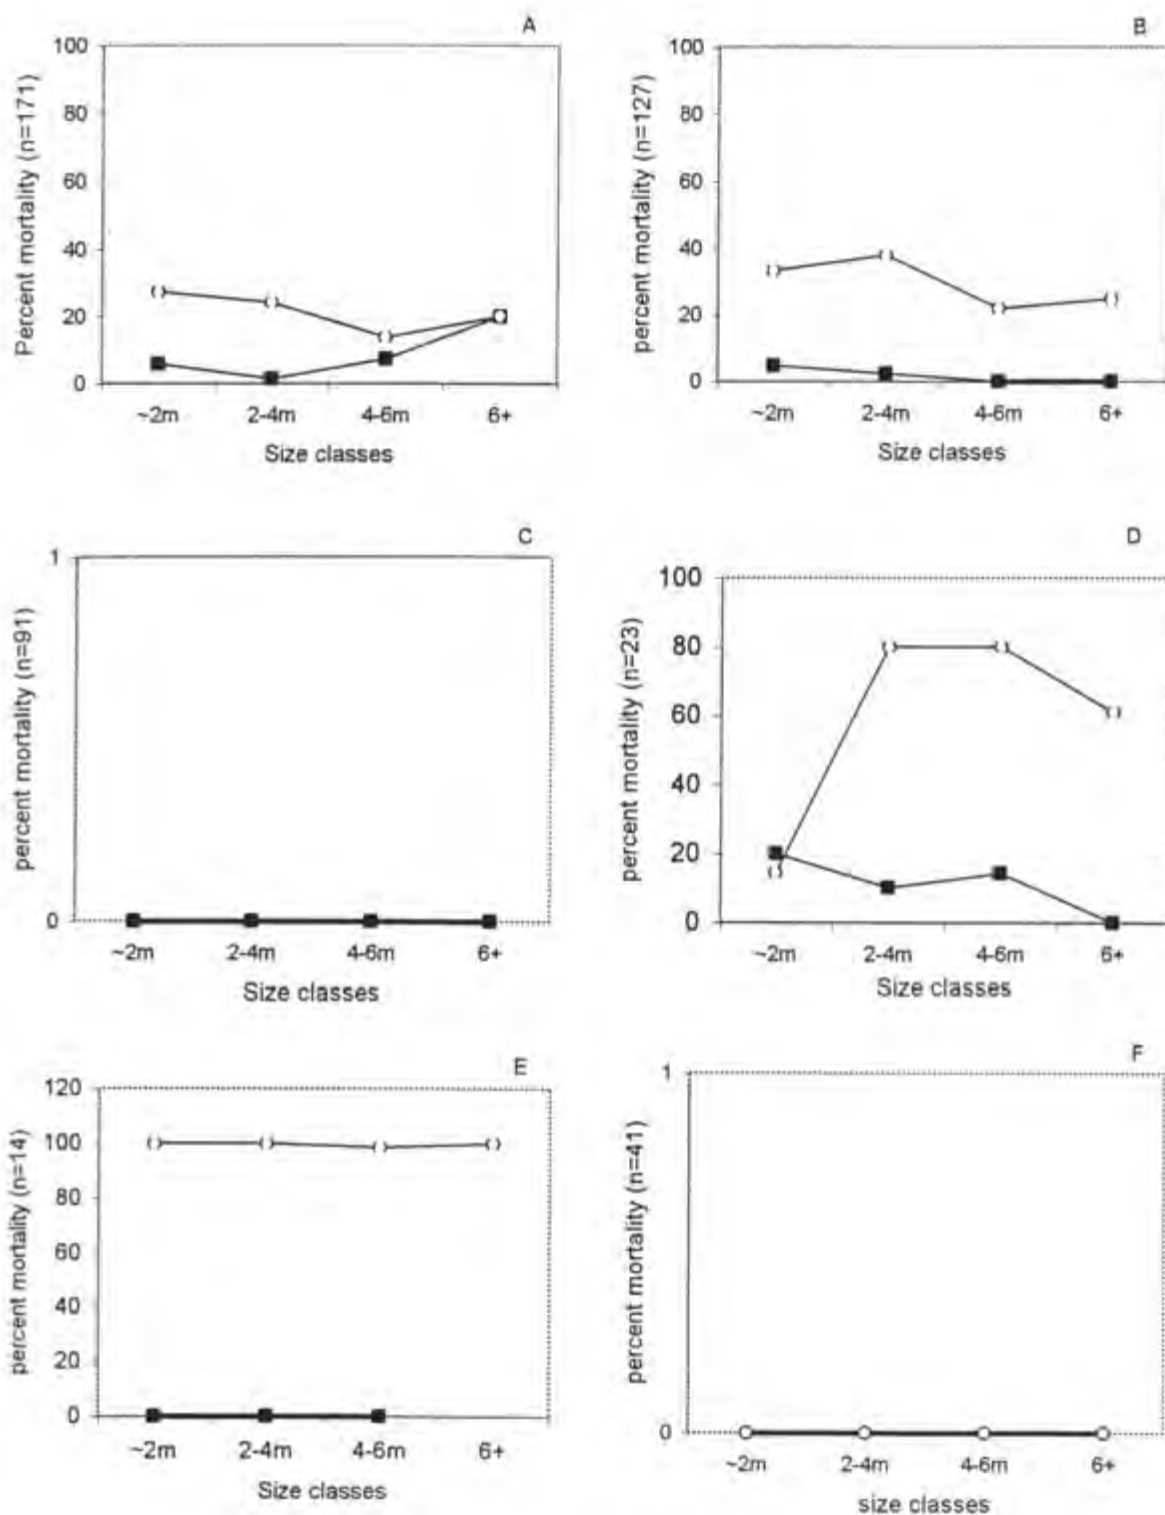 A
Percent mortality (n=171)
100
80
60
40
20
0
~2m 2-4m 4-6m 6+
Size classes
B
percent mortality (n=127)
100
80
60
40
20
0
~2m 2-4m 4-6m 6+
Size classes
C
percent mortality (n=91)
1
0
~2m 2-4m 4-6m 6+
Size classes
D
percent mortality (n=23)
100
80
60
40
20
0
~2m 2-4m 4-6m 6+
Size classes
E
percent mortality (n=14)
120
100
80
60
40
20
0
~2m 2-4m 4-6m 6+
Size classes
F
percent mortality (n=41)
1
0
~2m 2-4m 4-6m 6+
size classes